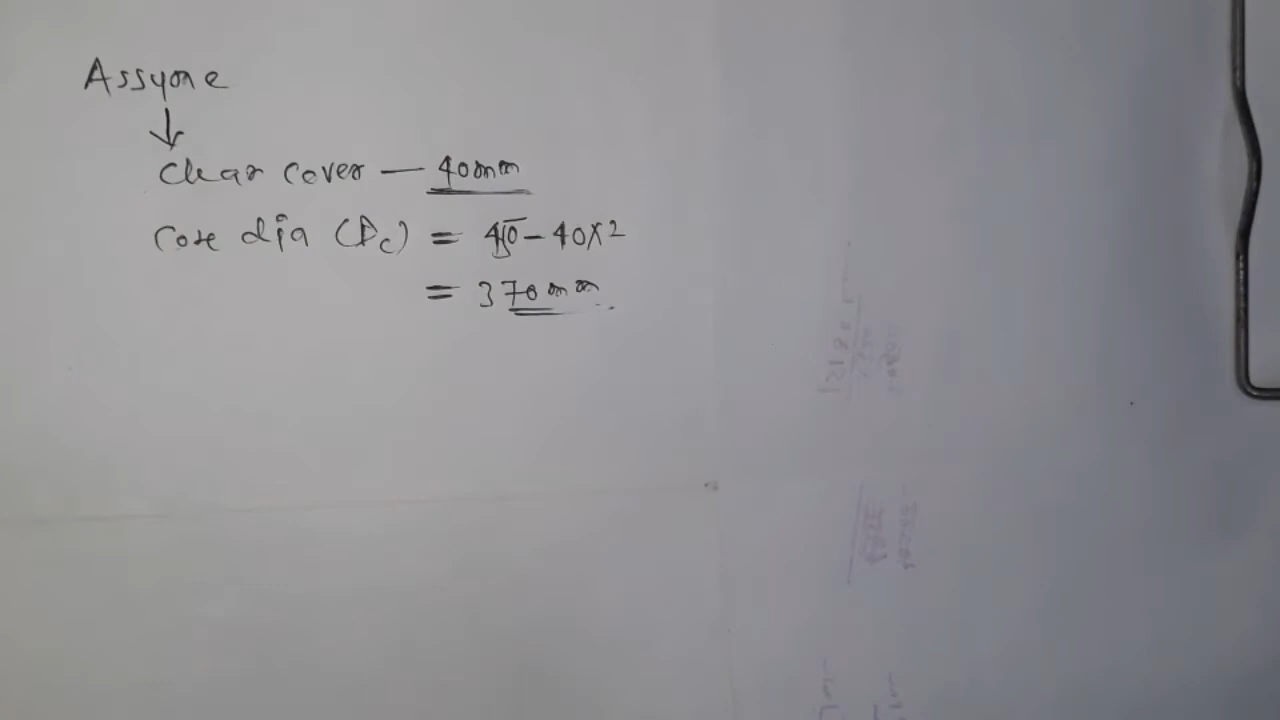 Assume
↓
Clear cover — 40mm
Core dia (Dc) = 450 - 40x2
= 370mm